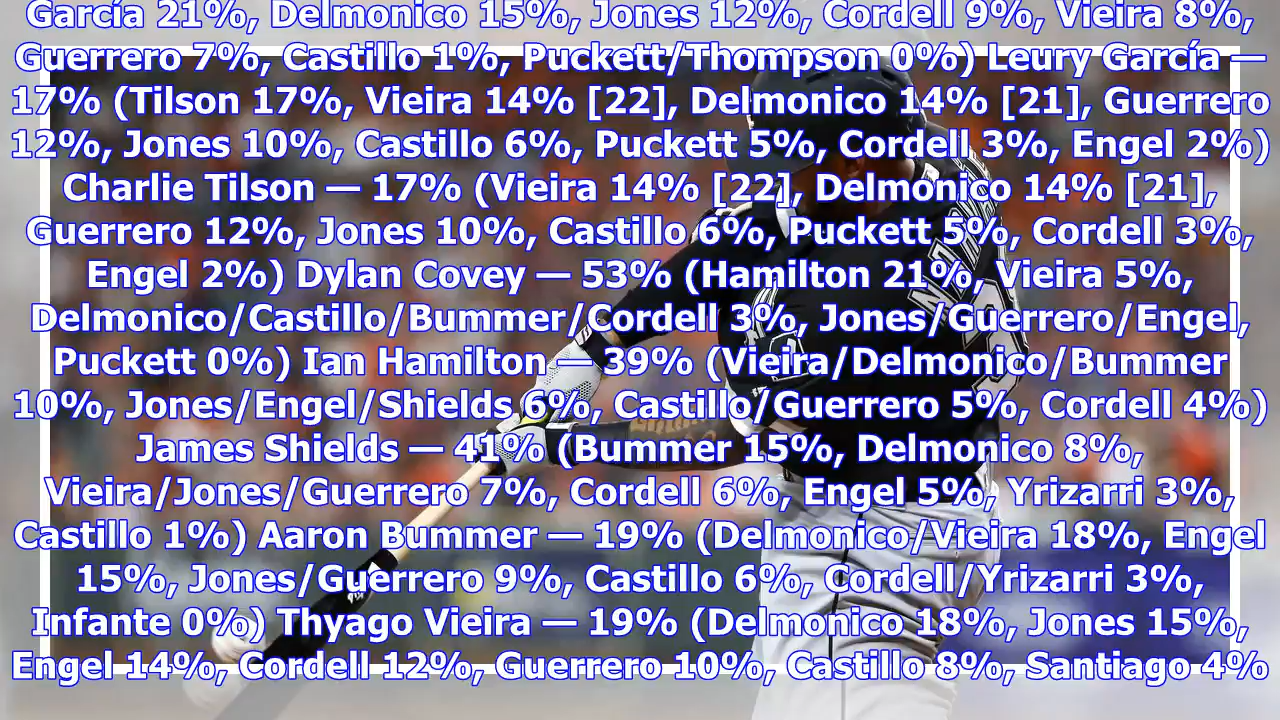 García 21%, Delmonico 15%, Jones 12%, Cordell 9%, Vieira 8%,
Guerrero 7%, Castillo 1%, Puckett/Thompson 0%) Leury García —
17% (Tilson 17%, Vieira 14% [22], Delmonico 14% [21], Guerrero
12%, Jones 10%, Castillo 6%, Puckett 5%, Cordell 3%, Engel 2%)
Charlie Tilson — 17% (Vieira 14% [22], Delmonico 14% [21],
Guerrero 12%, Jones 10%, Castillo 6%, Puckett 5%, Cordell 3%,
Engel 2%) Dylan Covey — 53% (Hamilton 21%, Vieira 5%,
Delmonico/Castillo/Bummer/Cordell 3%, Jones/Guerrero/Engel,
Puckett 0%) Ian Hamilton — 39% (Vieira/Delmonico/Bummer
10%, Jones/Engel/Shields 6%, Castillo/Guerrero 5%, Cordell 4%)
James Shields — 41% (Bummer 15%, Delmonico 8%,
Vieira/Jones/Guerrero 7%, Cordell 6%, Engel 5%, Yrizarri 3%,
Castillo 1%) Aaron Bummer — 19% (Delmonico/Vieira 18%, Engel
15%, Jones/Guerrero 9%, Castillo 6%, Cordell/Yrizarri 3%,
Infante 0%) Thyago Vieira — 19% (Delmonico 18%, Jones 15%,
Engel 14%, Cordell 12%, Guerrero 10%, Castillo 8%, Santiago 4%